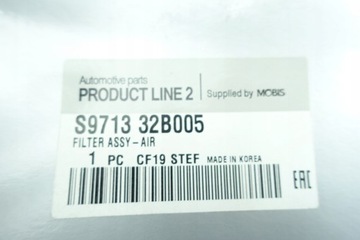 Automotive parts
PRODUCT LINE 2
Supplied by MOBIS
S9713 32B005
FILTER ASSY-AIR
1 PC CF19 STEF MADE IN KOREA
EAC